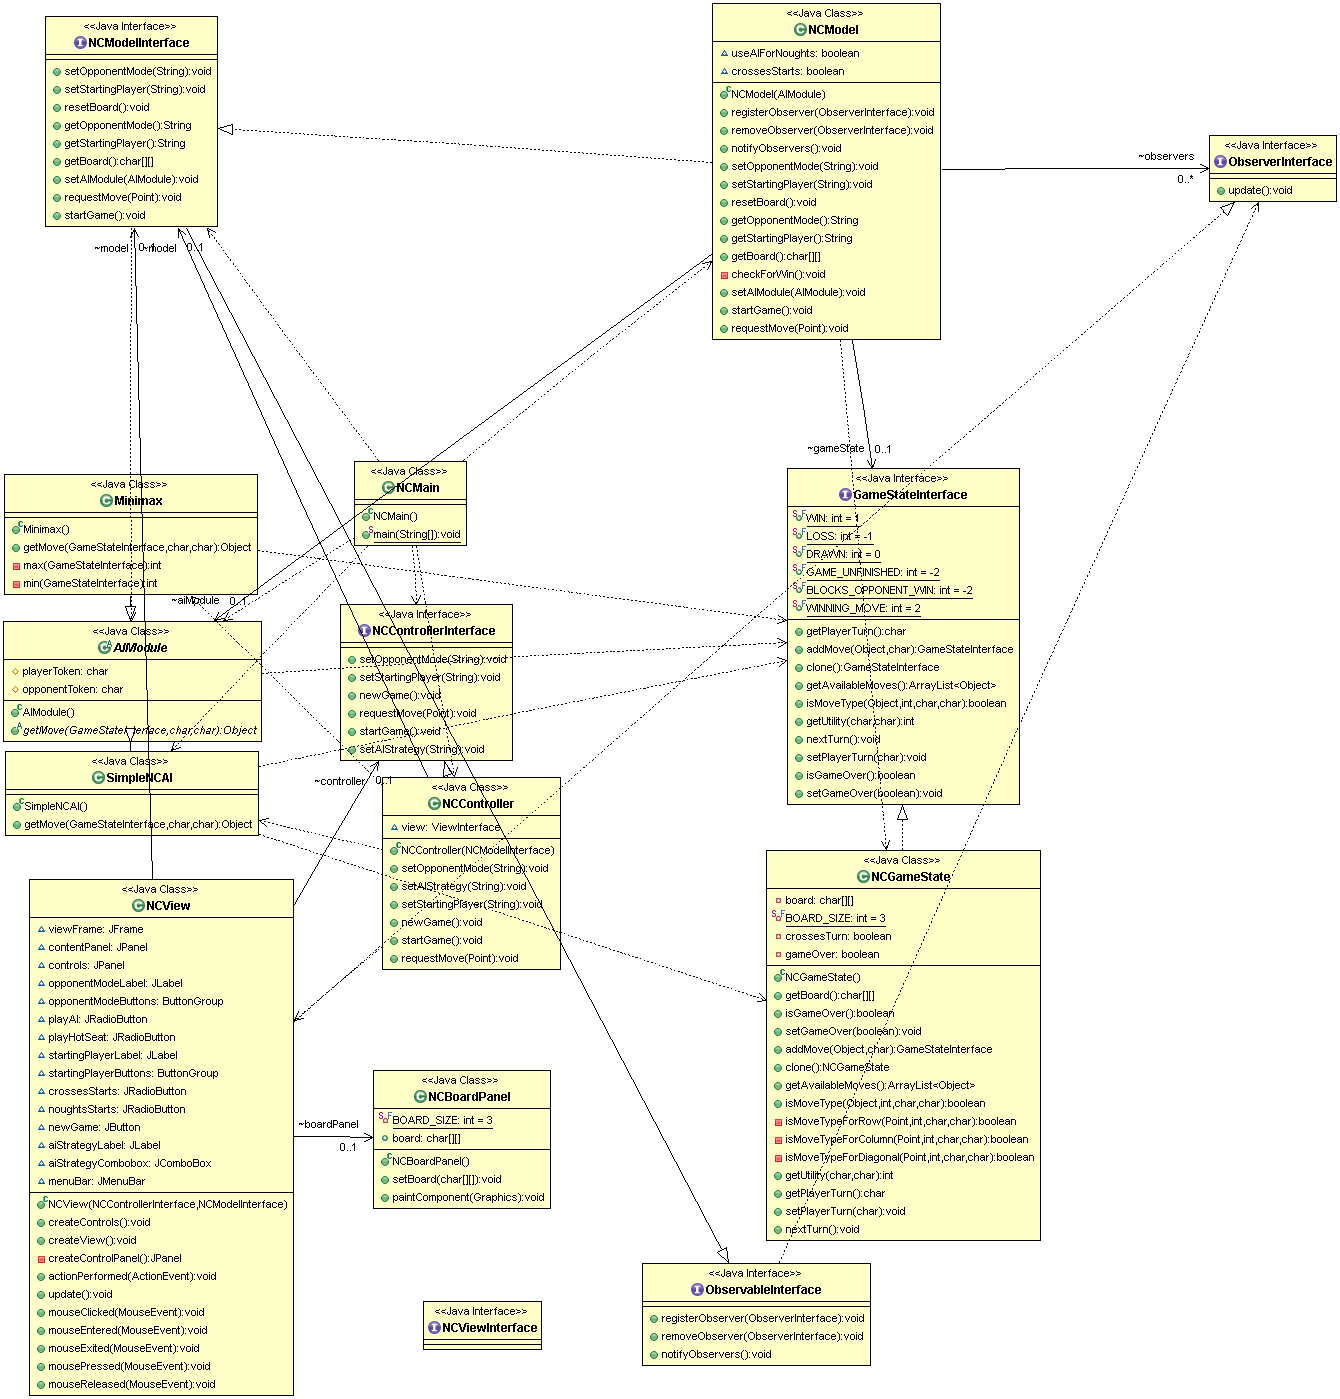 <<Java Interface>>
NCModelInterface
setOpponentMode(String):void
setStartingPlayer(String):void
resetBoard():void
getOpponentMode():String
getStartingPlayer():String
getBoard():char[][]
setAIModule(AIModule):void
requestMove(Point):void
startGame():void
<<Java Class>>
NCModel
useAIForNoughts: boolean
crossesStarts: boolean
NCModel(AIModule)
registerObserver(ObserverInterface):void
removeObserver(ObserverInterface):void
notifyObservers():void
setOpponentMode(String):void
setStartingPlayer(String):void
resetBoard():void
getOpponentMode():String
getStartingPlayer():String
getBoard():char[][]
checkForWin():void
setAIModule(AIModule):void
startGame():void
requestMove(Point):void
~observers
0..*
<<Java Interface>>
ObserverInterface
update():void
~model
0..1
~model
0..1
~gameState
0..1
<<Java Class>>
Minimax
Minimax()
getMove(GameStateInterface,char,char):Object
max(GameStateInterface):int
min(GameStateInterface):int
<<Java Class>>
NCMain
NCMain()
main(String[]):void
<<Java Interface>>
GameStateInterface
WIN: int = 1
LOSS: int = -1
DRAWN: int = 0
GAME_UNFINISHED: int = -2
BLOCKS_OPPONENT_WIN: int = -2
WINNING_MOVE: int = 2
getPlayerTurn():char
addMove(Object,char):GameStateInterface
clone():GameStateInterface
getAvailableMoves():ArrayList<Object>
isMoveType(Object,int,char,char):boolean
getUtility(char,char):int
nextTurn():void
setPlayerTurn(char):void
isGameOver():boolean
setGameOver(boolean):void
~aiModule
0..1
<<Java Class>>
AIModule
playerToken: char
opponentToken: char
AIModule()
getMove(GameStateInterface,char,char):Object
<<Java Interface>>
NCControllerInterface
setOpponentMode(String):void
setStartingPlayer(String):void
newGame():void
requestMove(Point):void
startGame():void
setAIStrategy(String):void
<<Java Class>>
SimpleNCAI
SimpleNCAI()
getMove(GameStateInterface,char,char):Object
~controller
0..1
<<Java Class>>
NCController
view: ViewInterface
NCController(NCModelInterface)
setOpponentMode(String):void
setAIStrategy(String):void
setStartingPlayer(String):void
newGame():void
startGame():void
requestMove(Point):void
<<Java Class>>
NCGameState
board: char[][]
BOARD_SIZE: int = 3
crossesTurn: boolean
gameOver: boolean
NCGameState()
getBoard():char[][]
isGameOver():boolean
setGameOver(boolean):void
addMove(Object,char):GameStateInterface
clone():NCGameState
getAvailableMoves():ArrayList<Object>
isMoveType(Object,int,char,char):boolean
isMoveTypeForRow(Point,int,char,char):boolean
isMoveTypeForColumn(Point,int,char,char):boolean
isMoveTypeForDiagonal(Point,int,char,char):boolean
getUtility(char,char):int
getPlayerTurn():char
setPlayerTurn(char):void
nextTurn():void
<<Java Class>>
NCView
viewFrame: JFrame
contentPanel: JPanel
controls: JPanel
opponentModeLabel: JLabel
opponentModeButtons: ButtonGroup
playAI: JRadioButton
playHotSeat: JRadioButton
startingPlayerLabel: JLabel
startingPlayerButtons: ButtonGroup
crossesStarts: JRadioButton
noughtsStarts: JRadioButton
newGame: JButton
aiStrategyLabel: JLabel
aiStrategyCombobox: JComboBox
menuBar: JMenuBar
NCView(NCControllerInterface,NCModelInterface)
createControls():void
createView():void
createControlPanel():JPanel
actionPerformed(ActionEvent):void
update():void
mouseClicked(MouseEvent):void
mouseEntered(MouseEvent):void
mouseExited(MouseEvent):void
mousePressed(MouseEvent):void
mouseReleased(MouseEvent):void
~boardPanel
0..1
<<Java Class>>
NCBoardPanel
BOARD_SIZE: int = 3
board: char[][]
NCBoardPanel()
setBoard(char[][]):void
paintComponent(Graphics):void
<<Java Interface>>
NCViewInterface
<<Java Interface>>
ObservableInterface
registerObserver(ObserverInterface):void
removeObserver(ObserverInterface):void
notifyObservers():void